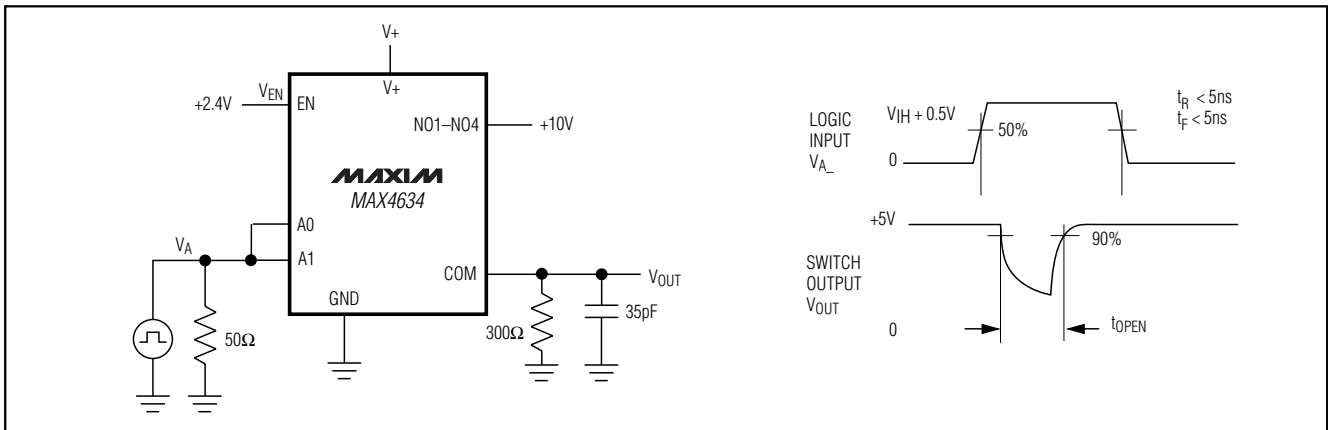 V+
V+
+2.4V
VEN
EN
NO1–NO4
+10V
MAXIM
MAX4634
A0
VA
A1
COM
VOUT
GND
50Ω
300Ω
35pF
LOGIC
INPUT
VA_
VIH + 0.5V
0
50%
tR < 5ns
tF < 5ns
+5V
90%
SWITCH
OUTPUT
VOUT
0
tOPEN